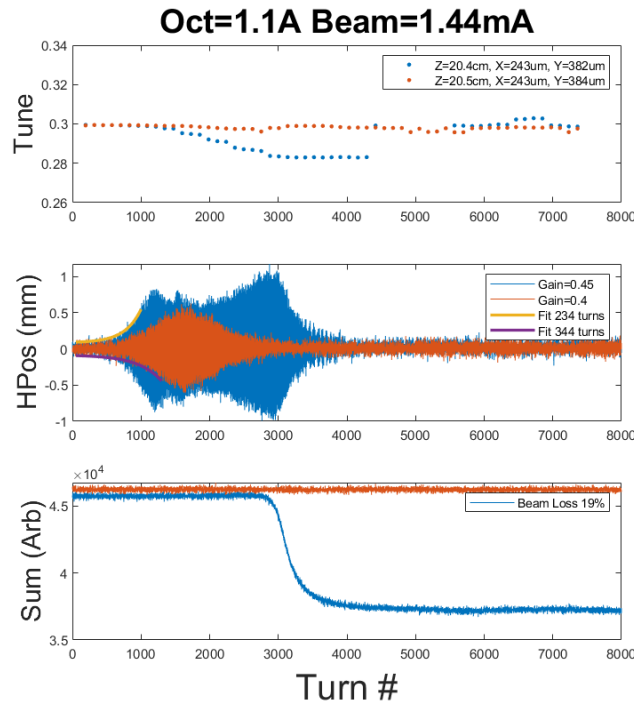 Oct=1.1A Beam=1.44mA
0.34
0.32
0.3
0.28
0.26
Tune
Z=20.4cm, X=243um, Y=382um
Z=20.5cm, X=243um, Y=384um
0 1000 2000 3000 4000 5000 6000 7000 8000
1
0.5
0
-0.5
-1
HPos (mm)
Gain=0.45
Gain=0.4
Fit 234 turns
Fit 344 turns
0 1000 2000 3000 4000 5000 6000 7000 8000
×10⁴
4.5
4
3.5
Sum (Arb)
Beam Loss 19%
0 1000 2000 3000 4000 5000 6000 7000 8000
Turn #